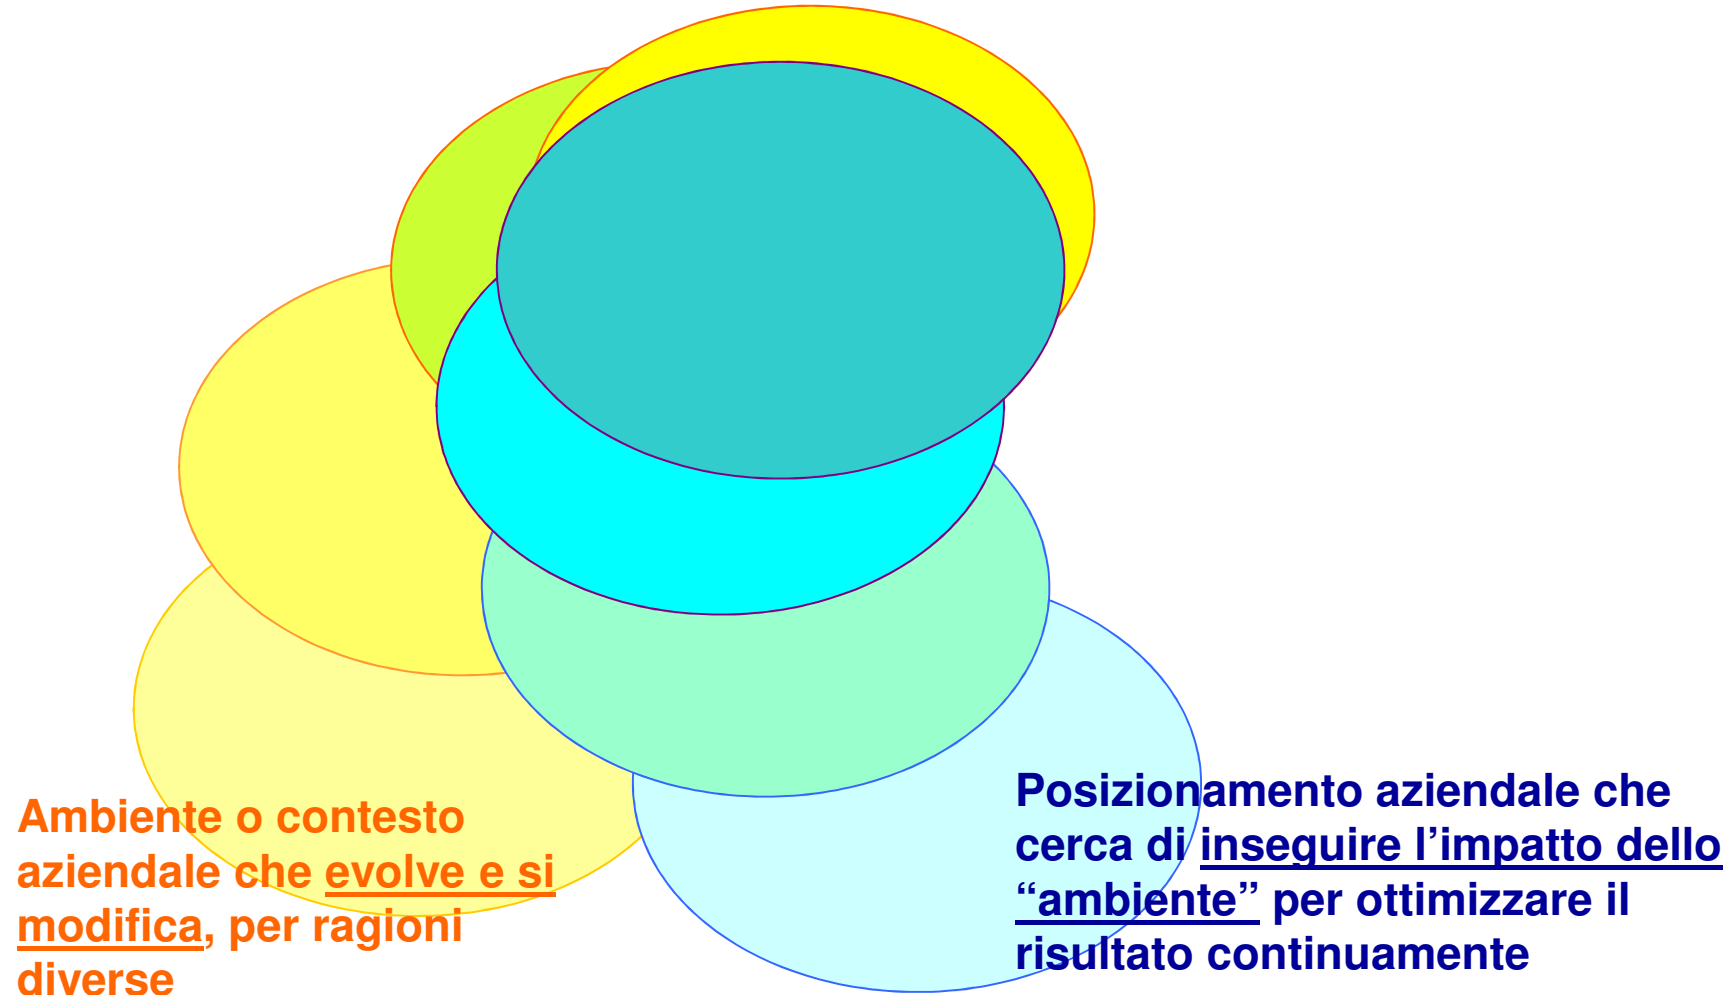 Ambiente o contesto
aziendale che evolve e si
modifica, per ragioni
diverse
Posizionamento aziendale che
cerca di inseguire l’impatto dello
“ambiente” per ottimizzare il
risultato continuamente